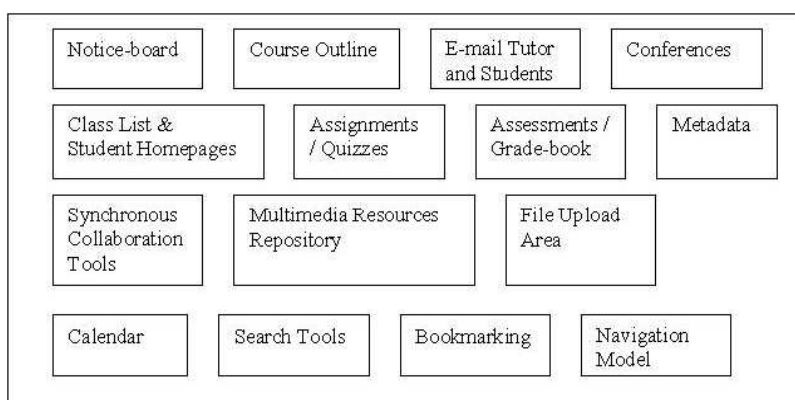 Notice-board
Course Outline
E-mail Tutor
and Students
Conferences
Class List &
Student Homepages
Assignments
/ Quizzes
Assessments /
Grade-book
Metadata
Synchronous
Collaboration
Tools
Multimedia Resources
Repository
File Upload
Area
Calendar
Search Tools
Bookmarking
Navigation
Model